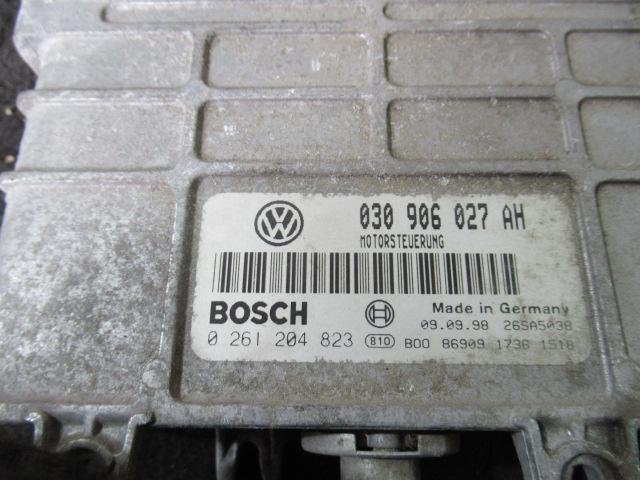 030 906 027 AH
MOTORSTEUERUNG
BOSCH
Made in Germany
09.09.98 26SA5038
0 261 204 823 810 B00 86909 1736 1518